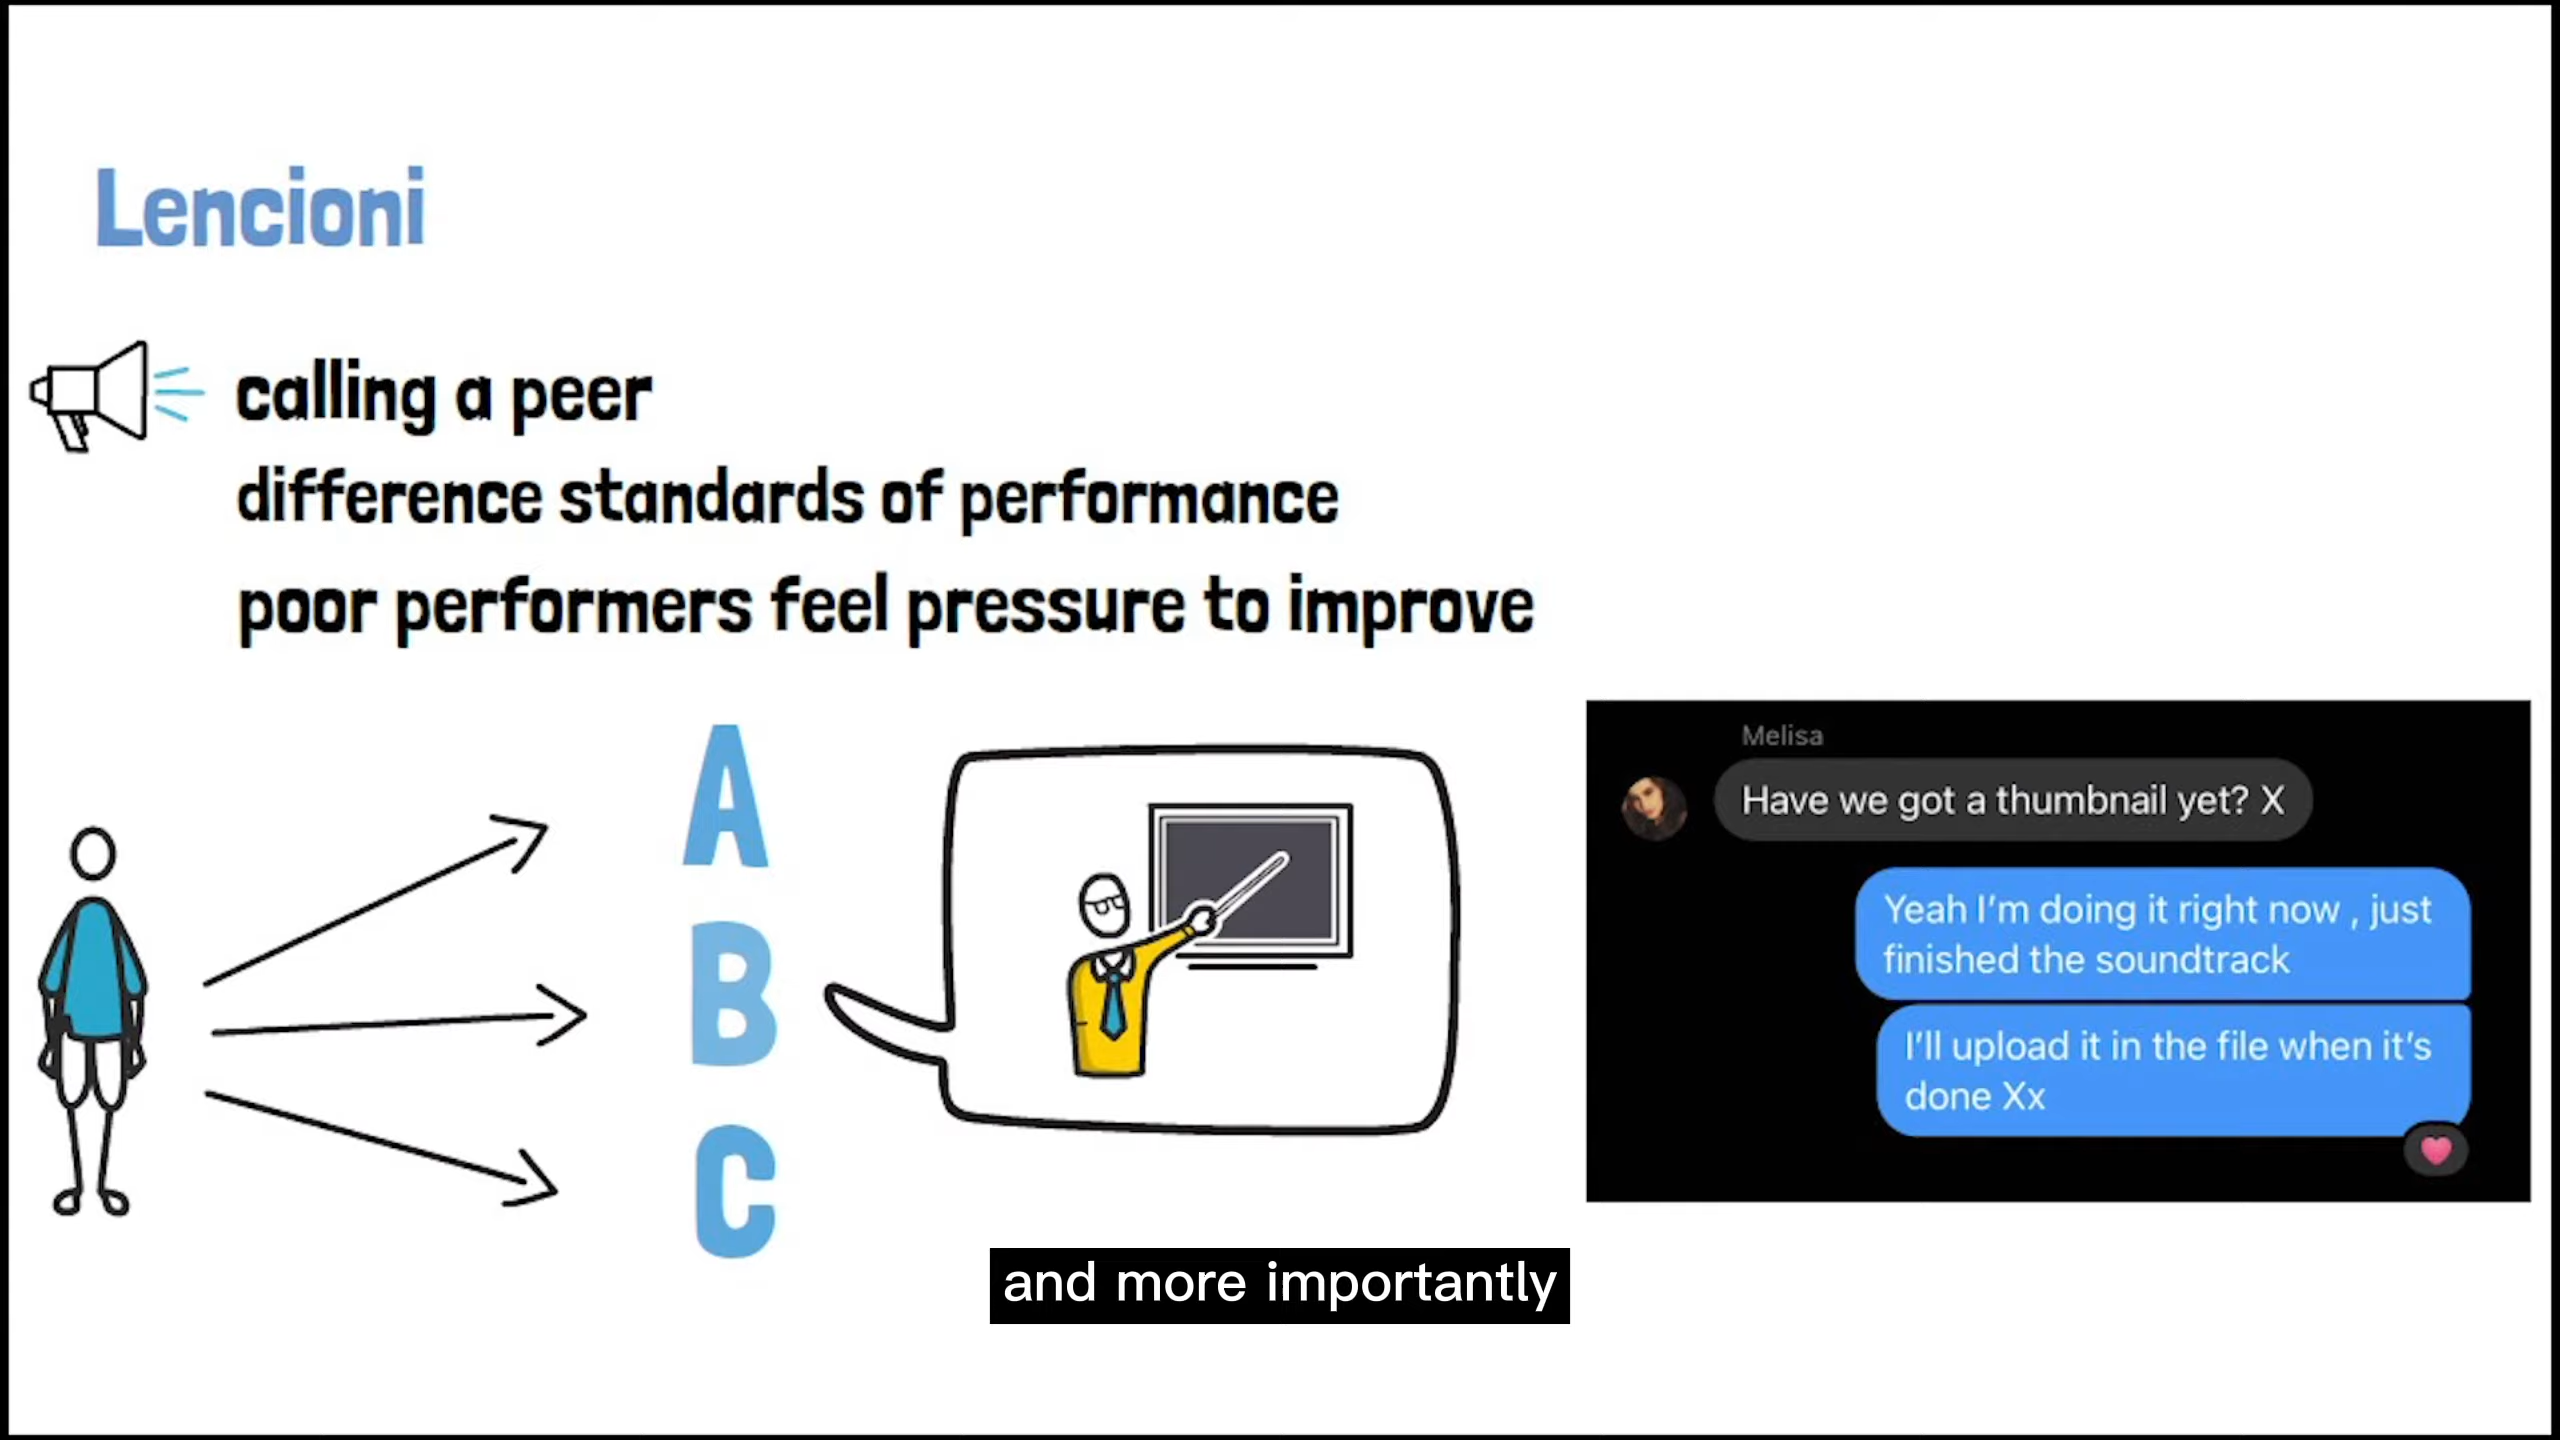 Lencioni
calling a peer
difference standards of performance
poor performers feel pressure to improve
A
B
C
Melisa
Have we got a thumbnail yet? X
Yeah I'm doing it right now , just
finished the soundtrack
I'll upload it in the file when it's
done Xx
and more importantly